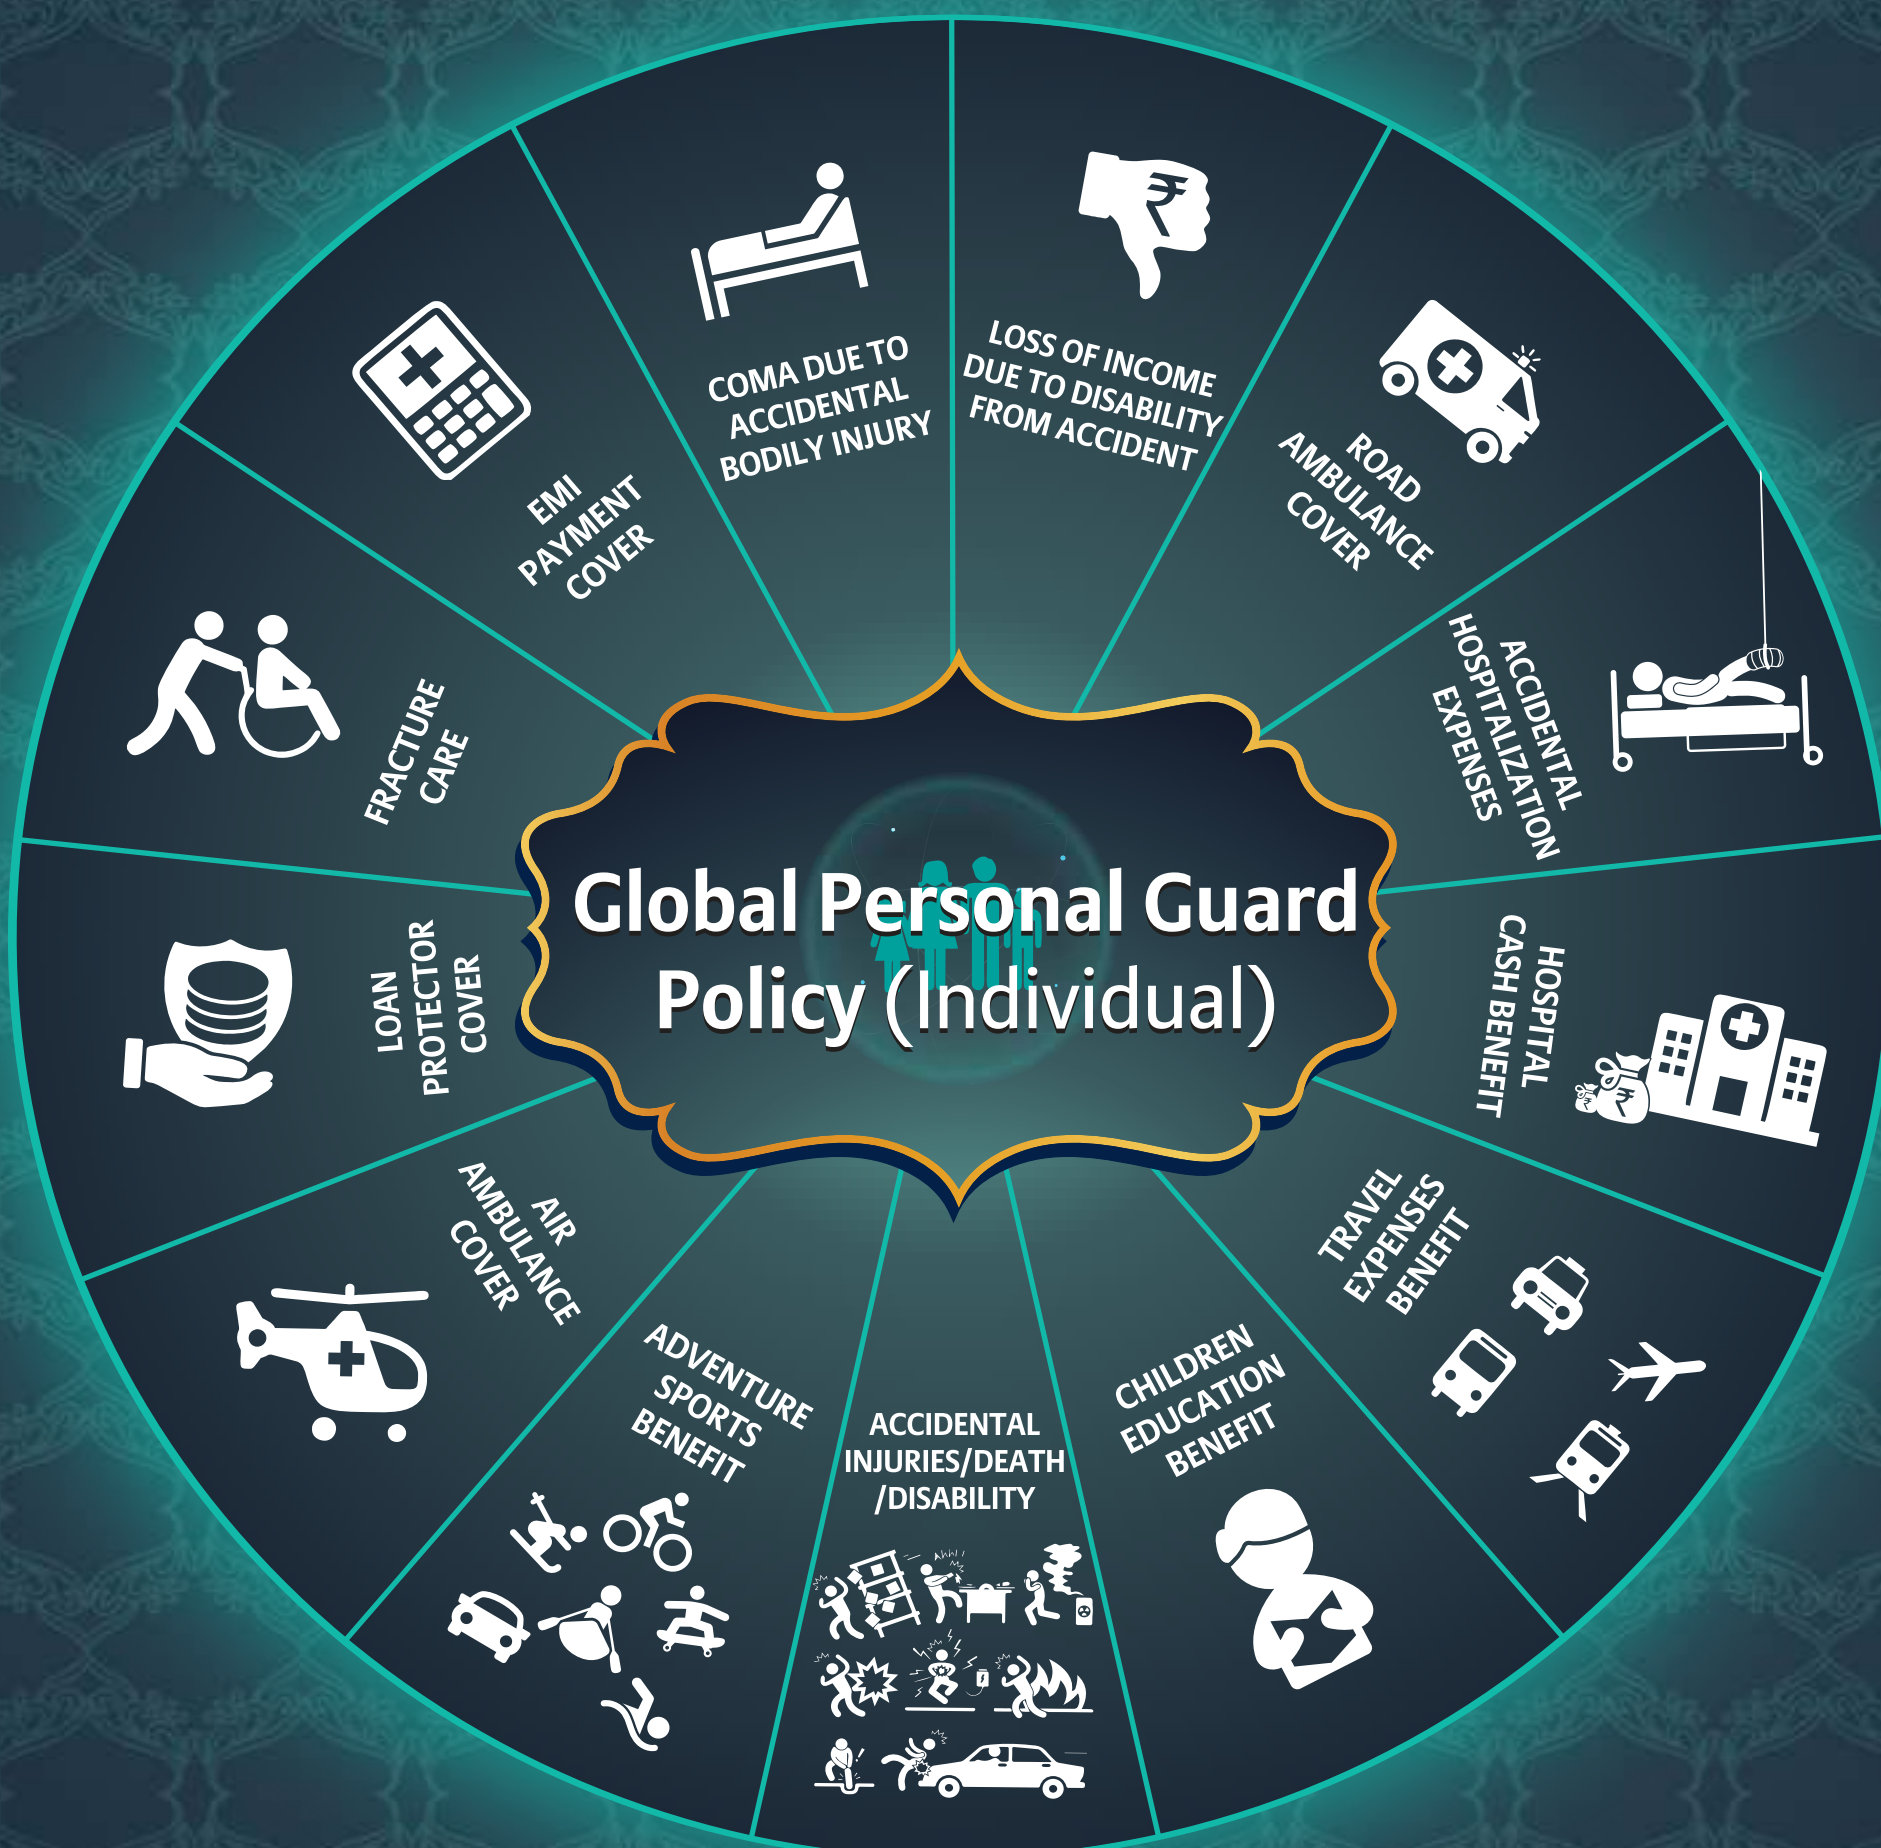 COMA DUE TO
ACCIDENTAL
BODILY INJURY
LOSS OF INCOME
DUE TO DISABILITY
FROM ACCIDENT
ROAD
AMBULANCE
COVER
ACCIDENTAL
HOSPITALIZATION
EXPENSES
HOSPITAL
CASH BENEFIT
TRAVEL
EXPENSES
BENEFIT
CHILDREN
EDUCATION
BENEFIT
ACCIDENTAL
INJURIES/DEATH
/DISABILITY
ADVENTURE
SPORTS
BENEFIT
AIR
AMBULANCE
COVER
LOAN
PROTECTOR
COVER
FRACTURE
CARE
EMI
PAYMENT
COVER
Global Personal Guard
Policy (Individual)
₹
₹
₹